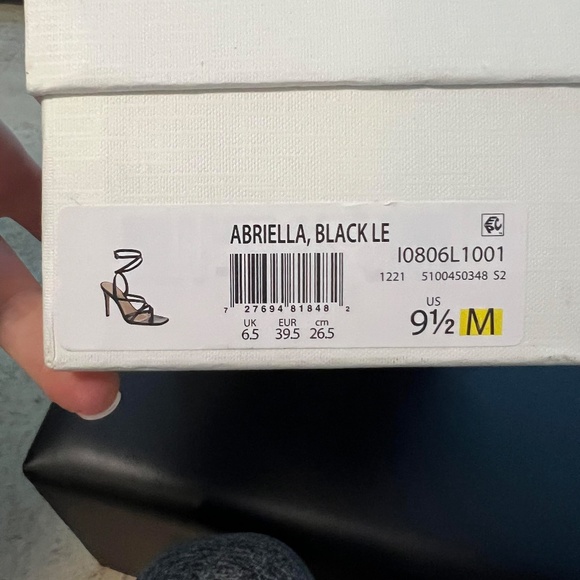 ABRIELLA, BLACK LE
I0806L1001
1221 5100450348 S2
7 27694 81848 2
UK EUR cm
6.5 39.5 26.5
US
9½ M